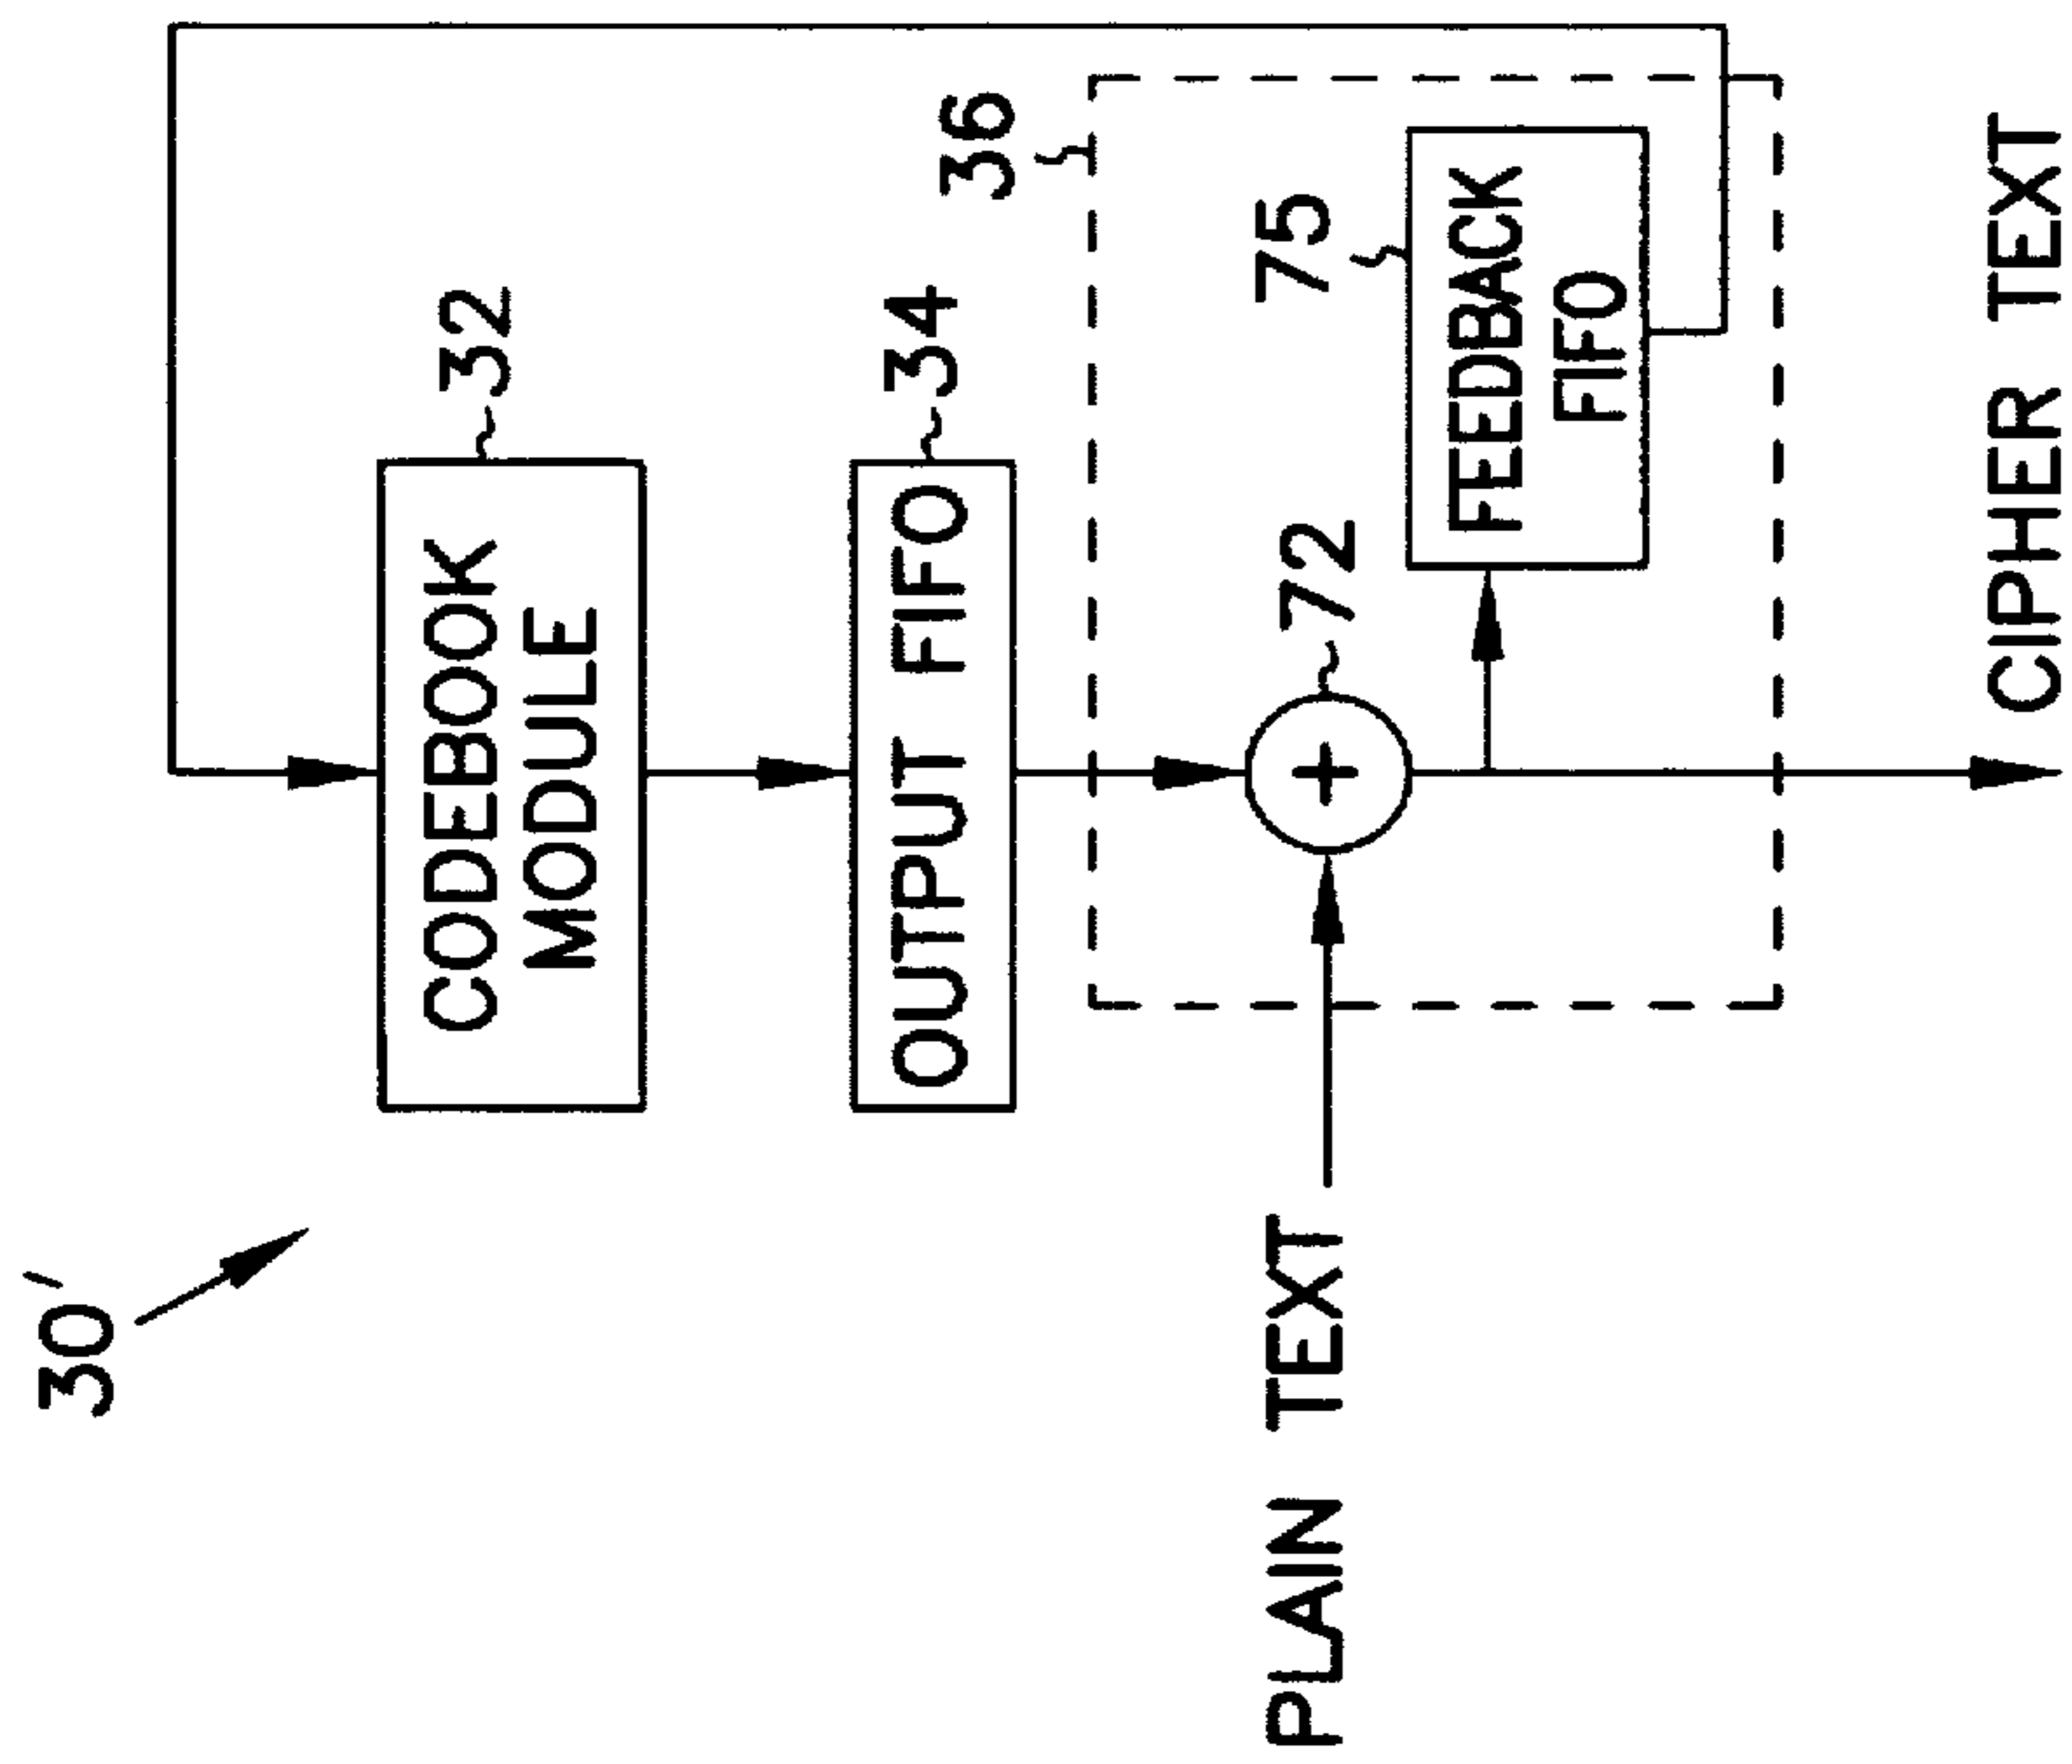 30'
CODEBOOK
MODULE
32
OUTPUT FIFO
34
36
PLAIN TEXT
+
72
75
FEEDBACK
FIFO
CIPHER TEXT